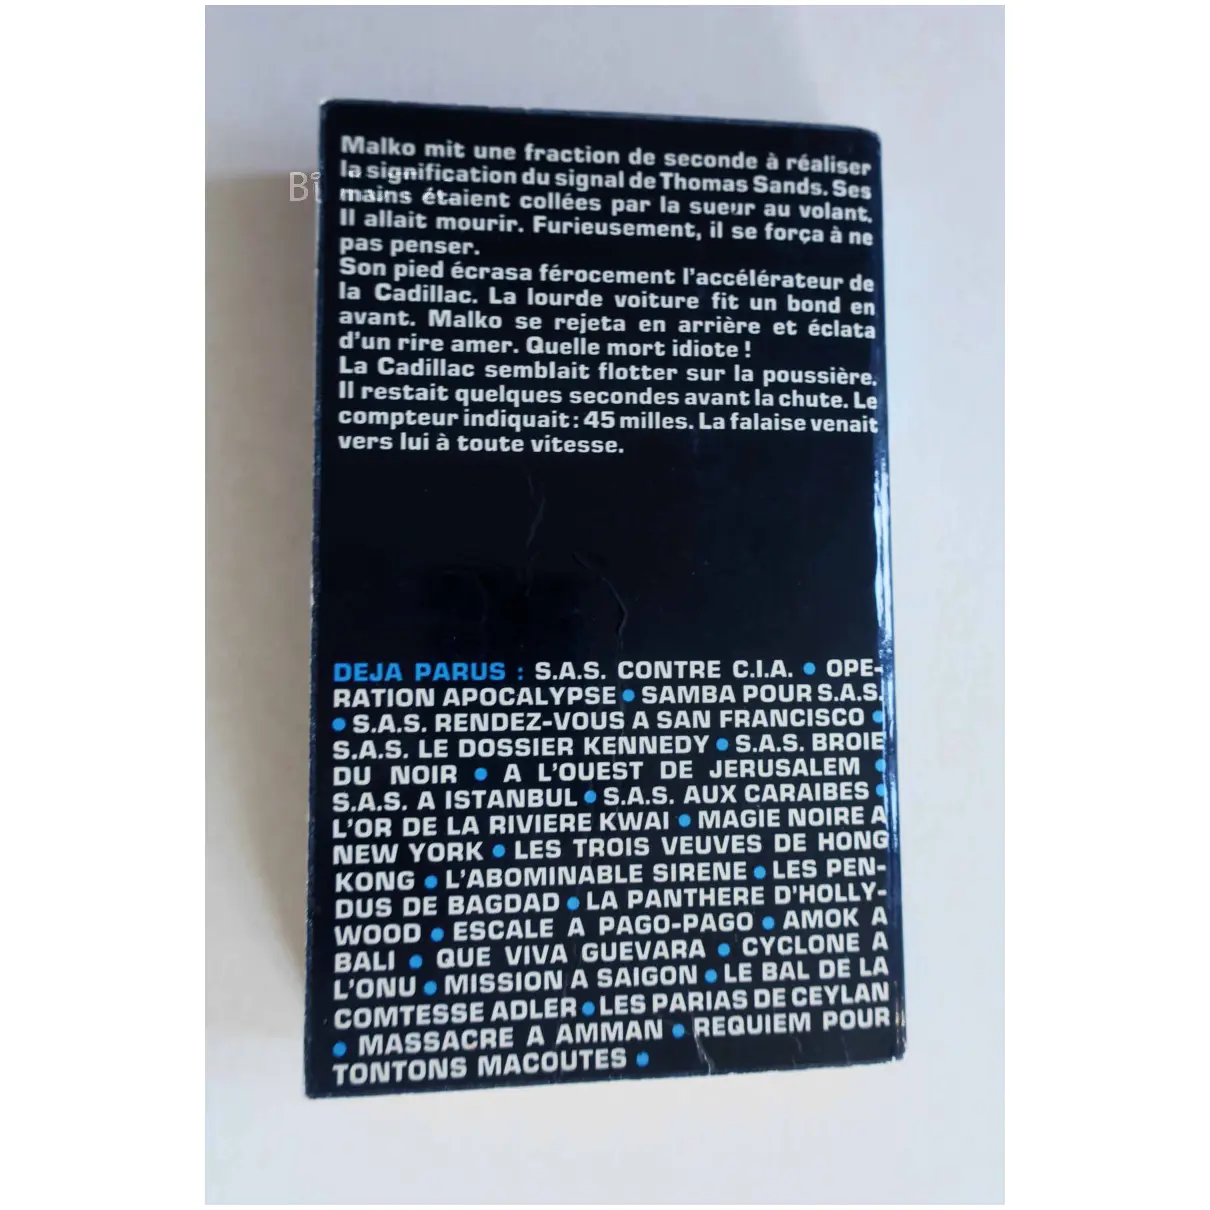 Malko mit une fraction de seconde à réaliser
la signification du signal de Thomas Sands. Ses
mains étaient collées par la sueur au volant.
Il allait mourir. Furieusement, il se força à ne
pas penser.
Son pied écrasa férocement l'accélérateur de
la Cadillac. La lourde voiture fit un bond en
avant. Malko se rejeta en arrière et éclata
d'un rire amer. Quelle mort idiote !
La Cadillac semblait flotter sur la poussière.
Il restait quelques secondes avant la chute. Le
compteur indiquait : 45 milles. La falaise venait
vers lui à toute vitesse.
DEJA PARUS : S.A.S. CONTRE C.I.A. • OPE-
RATION APOCALYPSE • SAMBA POUR S.A.S.
• S.A.S. RENDEZ-VOUS A SAN FRANCISCO •
S.A.S. LE DOSSIER KENNEDY • S.A.S. BROIE
DU NOIR • A L'OUEST DE JERUSALEM •
S.A.S. A ISTANBUL • S.A.S. AUX CARAIBES •
L'OR DE LA RIVIERE KWAI • MAGIE NOIRE A
NEW YORK • LES TROIS VEUVES DE HONG
KONG • L'ABOMINABLE SIRENE • LES PEN-
DUS DE BAGDAD • LA PANTHERE D'HOLLY-
WOOD • ESCALE A PAGO-PAGO • AMOK A
BALI • QUE VIVA GUEVARA • CYCLONE A
L'ONU • MISSION A SAIGON • LE BAL DE LA
COMTESSE ADLER • LES PARIAS DE CEYLAN
• MASSACRE A AMMAN • REQUIEM POUR
TONTONS MACOUTES •